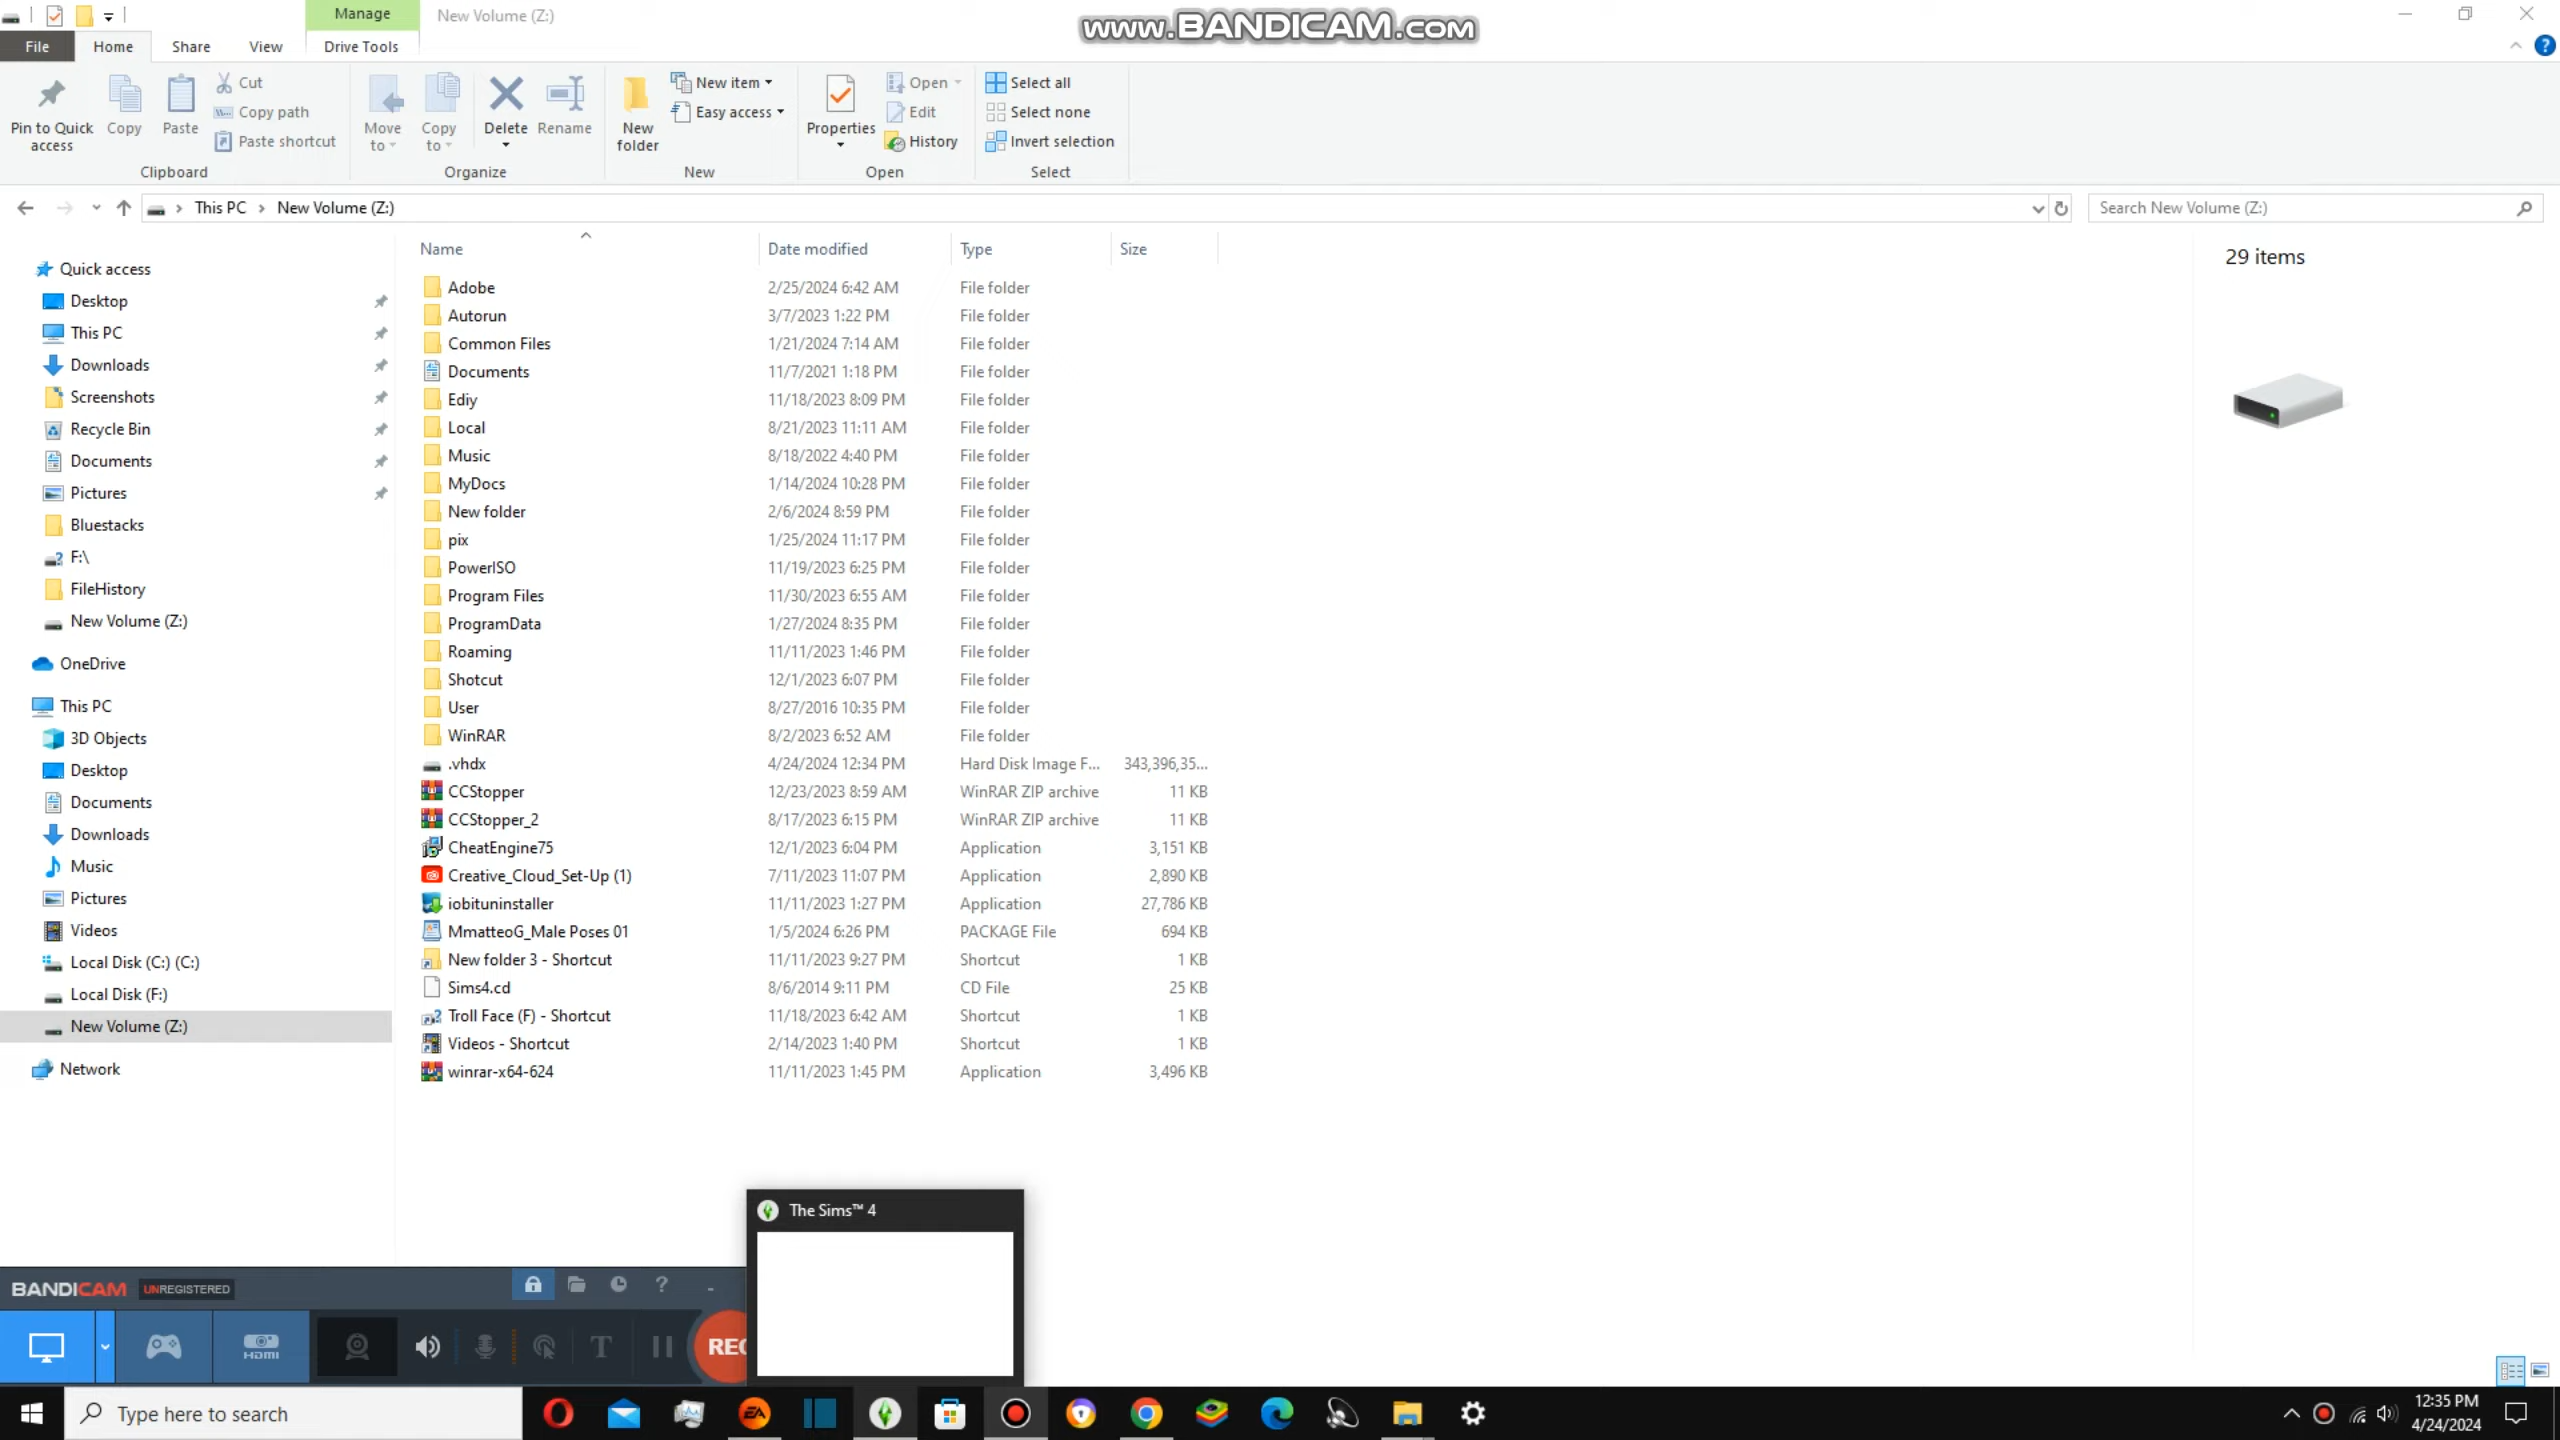 Manage
New Volume (Z:)
www.BANDICAM.com
File
Home
Share
View
Drive Tools
Pin to Quick access
Copy
Paste
Cut
Copy path
Paste shortcut
Clipboard
Move to
Copy to
Delete
Rename
Organize
New folder
New item
Easy access
New
Properties
Open
Edit
History
Open
Select all
Select none
Invert selection
Select
This PC
New Volume (Z:)
Search New Volume (Z:)
Quick access
Desktop
This PC
Downloads
Screenshots
Recycle Bin
Documents
Pictures
Bluestacks
F:\
FileHistory
New Volume (Z:)
OneDrive
This PC
3D Objects
Desktop
Documents
Downloads
Music
Pictures
Videos
Local Disk (C:) (C:)
Local Disk (F:)
New Volume (Z:)
Network
Name Date modified Type Size
Adobe 2/25/2024 6:42 AM File folder
Autorun 3/7/2023 1:22 PM File folder
Common Files 1/21/2024 7:14 AM File folder
Documents 11/7/2021 1:18 PM File folder
Ediy 11/18/2023 8:09 PM File folder
Local 8/21/2023 11:11 AM File folder
Music 8/18/2022 4:40 PM File folder
MyDocs 1/14/2024 10:28 PM File folder
New folder 2/6/2024 8:59 PM File folder
pix 1/25/2024 11:17 PM File folder
PowerISO 11/19/2023 6:25 PM File folder
Program Files 11/30/2023 6:55 AM File folder
ProgramData 1/27/2024 8:35 PM File folder
Roaming 11/11/2023 1:46 PM File folder
Shotcut 12/1/2023 6:07 PM File folder
User 8/27/2016 10:35 PM File folder
WinRAR 8/2/2023 6:52 AM File folder
.vhdx 4/24/2024 12:34 PM Hard Disk Image F... 343,396,35...
CCStopper 12/23/2023 8:59 AM WinRAR ZIP archive 11 KB
CCStopper_2 8/17/2023 6:15 PM WinRAR ZIP archive 11 KB
CheatEngine75 12/1/2023 6:04 PM Application 3,151 KB
Creative_Cloud_Set-Up (1) 7/11/2023 11:07 PM Application 2,890 KB
iobituninstaller 11/11/2023 1:27 PM Application 27,786 KB
MmatteoG_Male Poses 01 1/5/2024 6:26 PM PACKAGE File 694 KB
New folder 3 - Shortcut 11/11/2023 9:27 PM Shortcut 1 KB
Sims4.cd 8/6/2014 9:11 PM CD File 25 KB
Troll Face (F) - Shortcut 11/18/2023 6:42 AM Shortcut 1 KB
Videos - Shortcut 2/14/2023 1:40 PM Shortcut 1 KB
winrar-x64-624 11/11/2023 1:45 PM Application 3,496 KB
29 items
The Sims™ 4
BANDICAM UNREGISTERED
?
HDMI
T
REC
Type here to search
EA
12:35 PM
4/24/2024